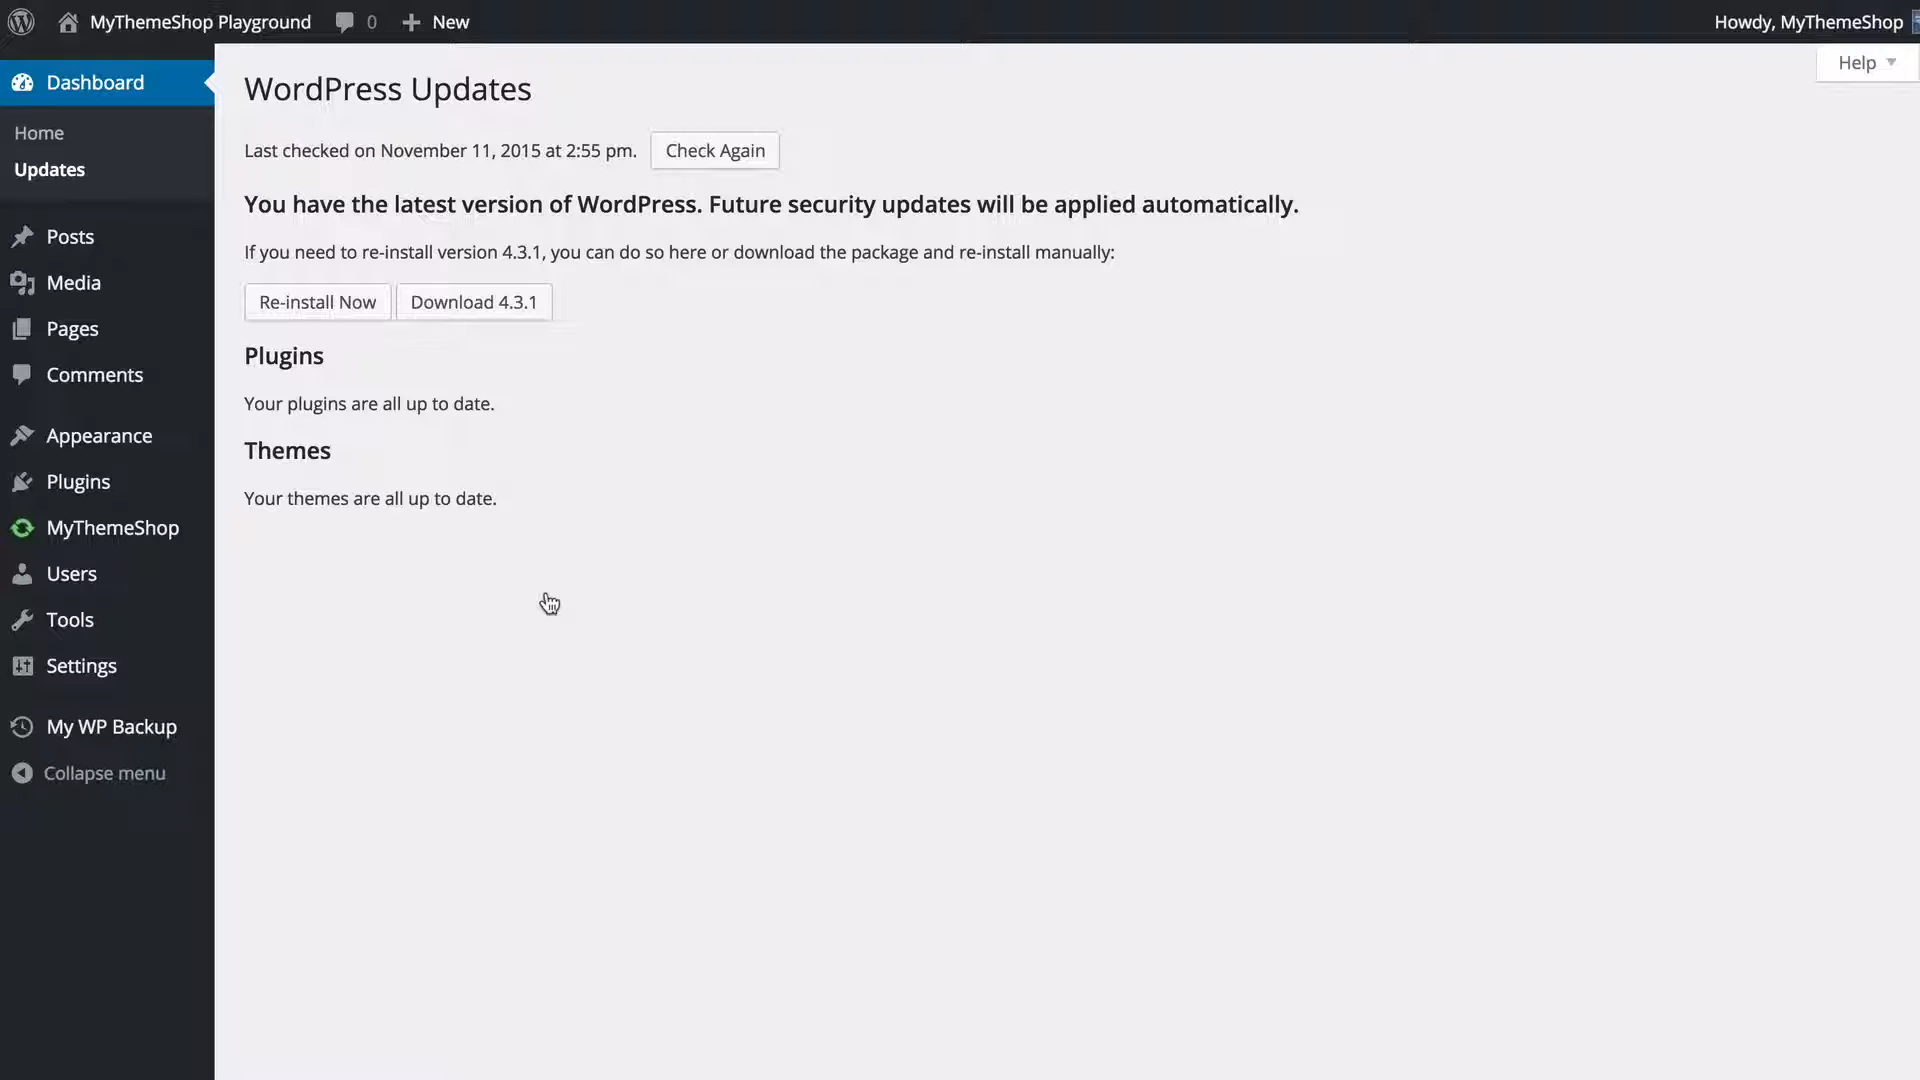 MyThemeShop Playground 0 New Howdy, MyThemeShop
Help
Dashboard
Home
Updates
Posts
Media
Pages
Comments
Appearance
Plugins
MyThemeShop
Users
Tools
Settings
My WP Backup
Collapse menu
WordPress Updates
Last checked on November 11, 2015 at 2:55 pm. Check Again
You have the latest version of WordPress. Future security updates will be applied automatically.
If you need to re-install version 4.3.1, you can do so here or download the package and re-install manually:
Re-install Now Download 4.3.1
Plugins
Your plugins are all up to date.
Themes
Your themes are all up to date.